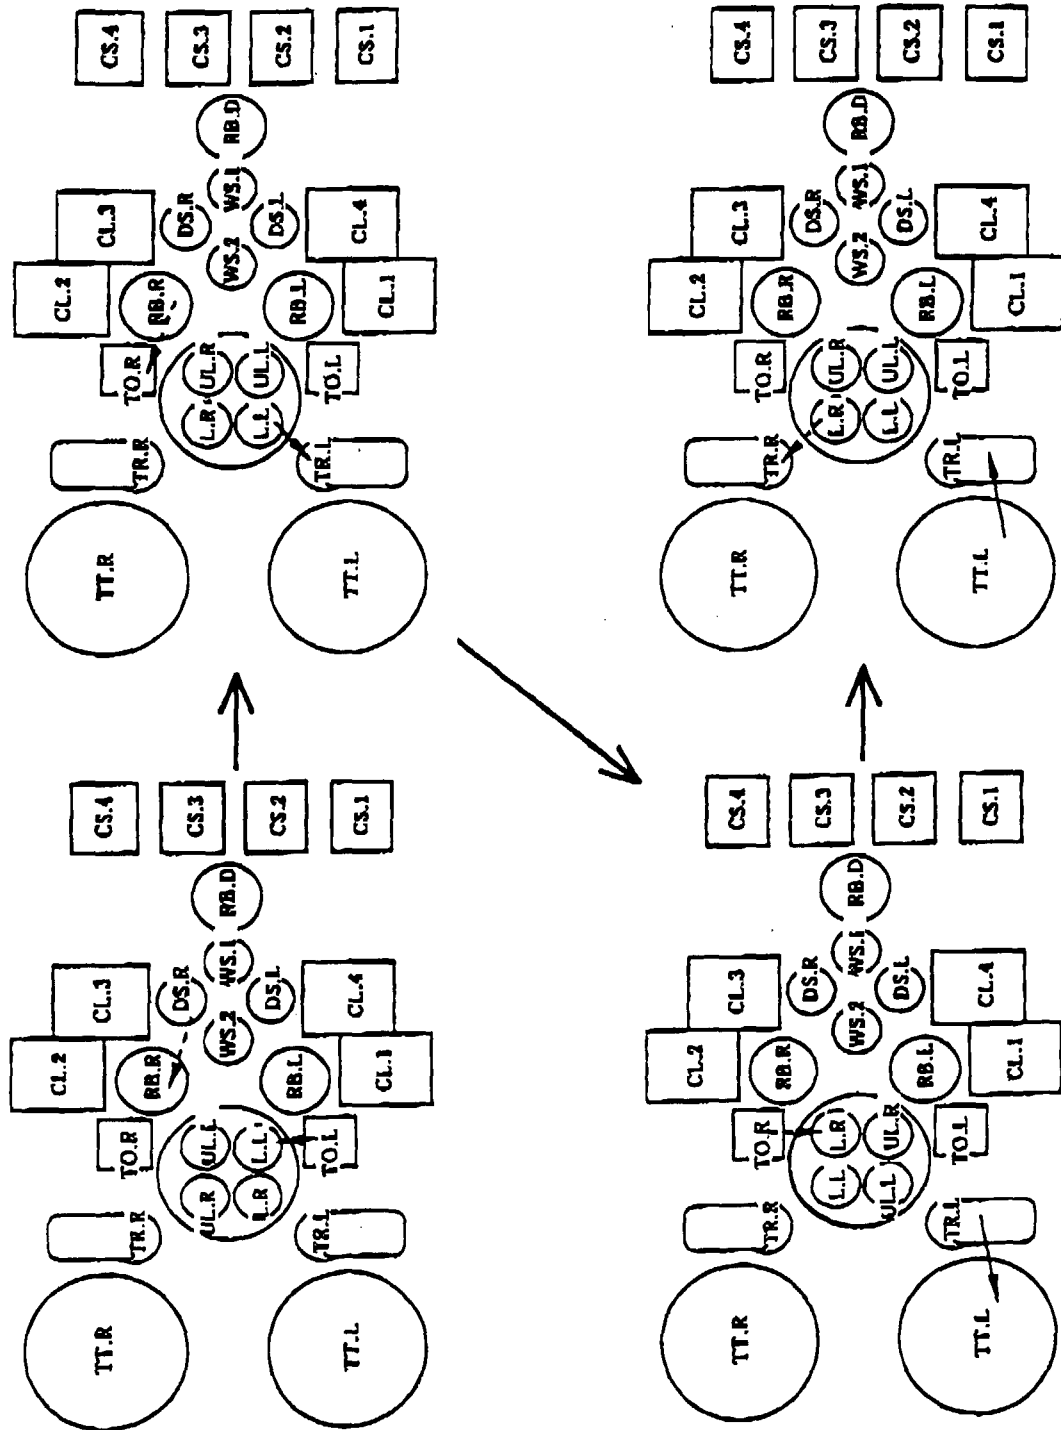 TT.R
TR.R
TO.R
CL.2
CL.3
CS.4
RB.R
DS.R
CS.3
UL.R
UL.L
WS.2
WS.1
RB.D
L.R
L.L
RB.L
DS.L
CS.2
TT.L
TR.L
TO.L
CL.1
CL.4
CS.1
TT.R
TR.R
TO.R
CL.2
CL.3
CS.4
RB.R
DS.R
CS.3
L.R
UL.R
WS.2
WS.1
RB.D
L.L
UL.L
RB.L
DS.L
CS.2
TT.L
TR.L
TO.L
CL.1
CL.4
CS.1
TT.R
TR.R
TO.R
CL.2
CL.3
CS.4
RB.R
DS.R
CS.3
L.L
L.R
WS.2
WS.1
RB.D
UL.L
UL.R
RB.L
DS.L
CS.2
TT.L
TR.L
TO.L
CL.1
CL.4
CS.1
TT.R
TR.R
TO.R
CL.2
CL.3
CS.4
RB.R
DS.R
CS.3
L.R
UL.R
WS.2
WS.1
RB.D
L.L
UL.L
RB.L
DS.L
CS.2
TT.L
TR.L
TO.L
CL.1
CL.4
CS.1